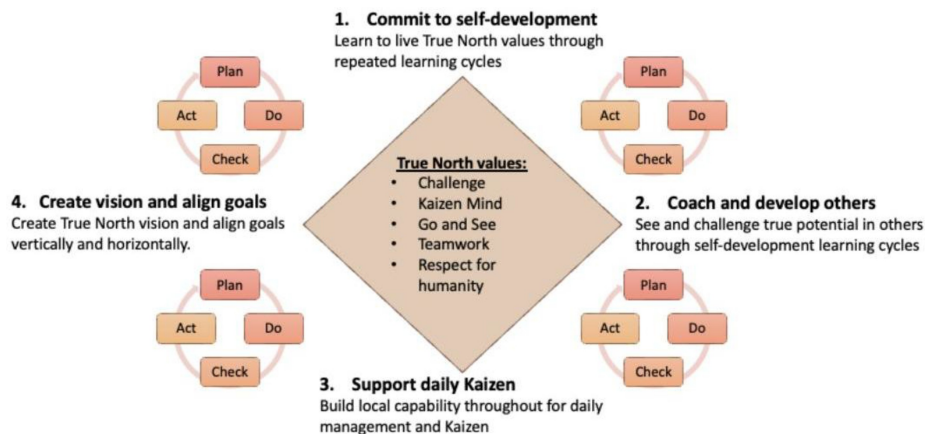 1. Commit to self-development
Learn to live True North values through
repeated learning cycles
Plan
Act
Do
Check
Plan
Act
Do
Check
True North values:
• Challenge
• Kaizen Mind
• Go and See
• Teamwork
• Respect for
humanity
4. Create vision and align goals
Create True North vision and align goals
vertically and horizontally.
2. Coach and develop others
See and challenge true potential in others
through self-development learning cycles
Plan
Act
Do
Check
Plan
Act
Do
Check
3. Support daily Kaizen
Build local capability throughout for daily
management and Kaizen